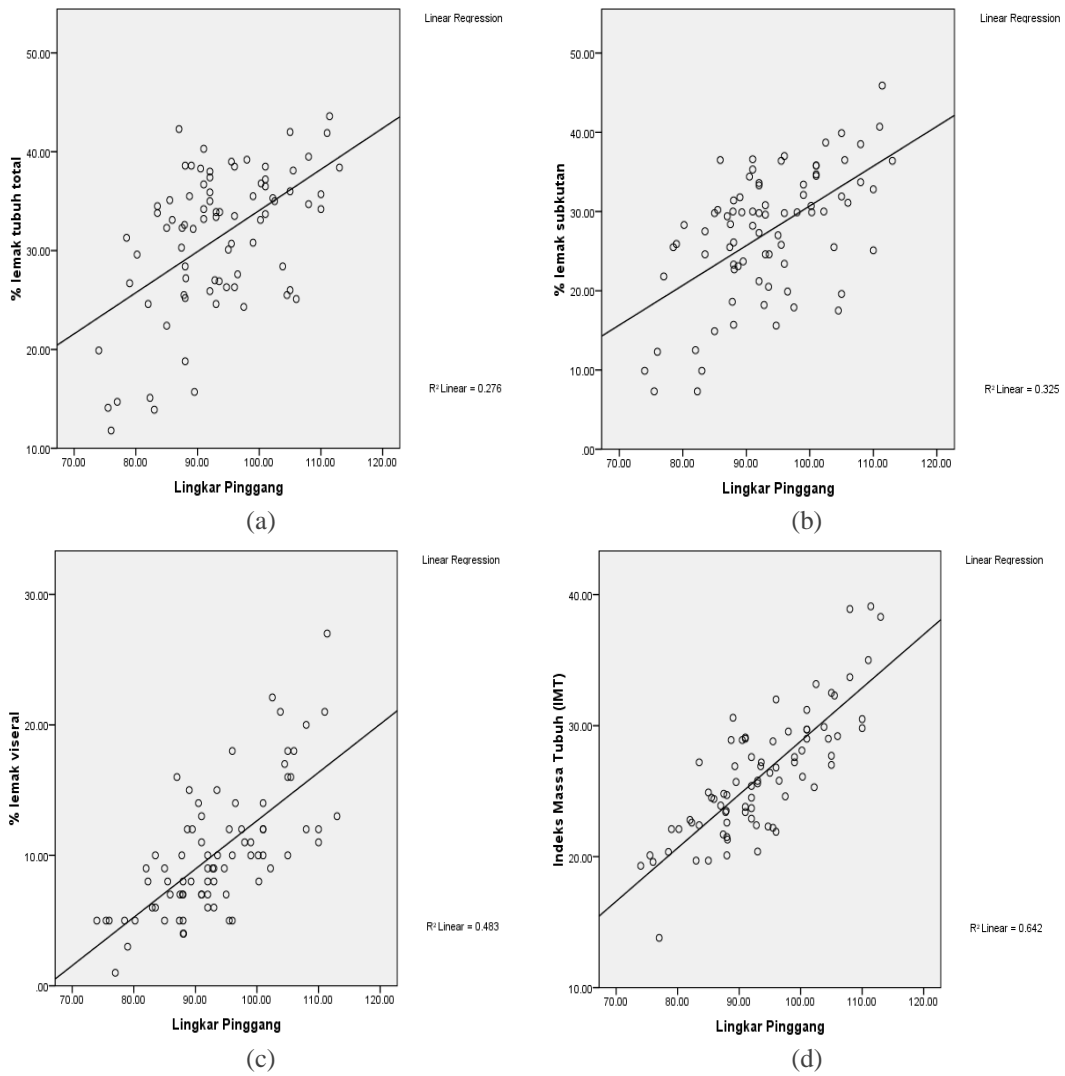 Linear Regression
% lemak tubuh total
50.00
40.00
30.00
20.00
10.00
70.00 80.00 90.00 100.00 110.00 120.00
Lingkar Pinggang
R² Linear = 0.276
(a)
Linear Regression
% lemak subkutan
50.00
40.00
30.00
20.00
10.00
.00
70.00 80.00 90.00 100.00 110.00 120.00
Lingkar Pinggang
R² Linear = 0.325
(b)
Linear Regression
% lemak viseral
30.00
20.00
10.00
.00
70.00 80.00 90.00 100.00 110.00 120.00
Lingkar Pinggang
R² Linear = 0.483
(c)
Linear Regression
Indeks Massa Tubuh (IMT)
40.00
30.00
20.00
10.00
70.00 80.00 90.00 100.00 110.00 120.00
Lingkar Pinggang
R² Linear = 0.642
(d)